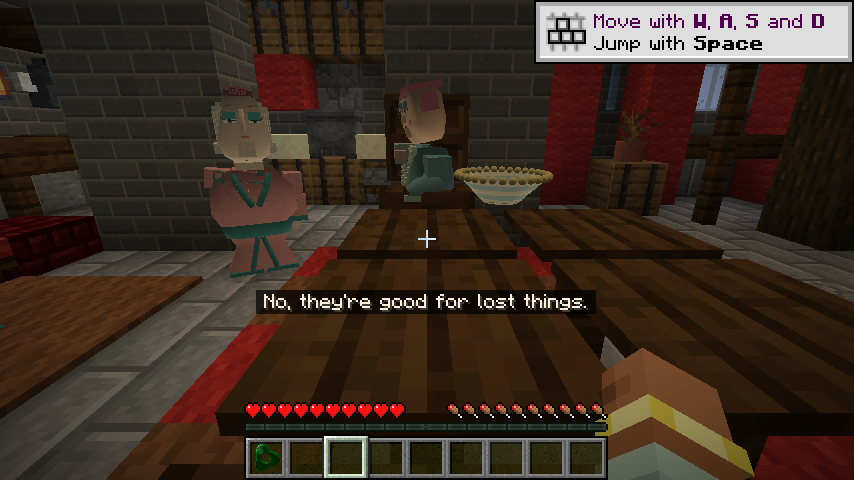 Move with W, A, S and D
Jump with Space
No, they're good for lost things.